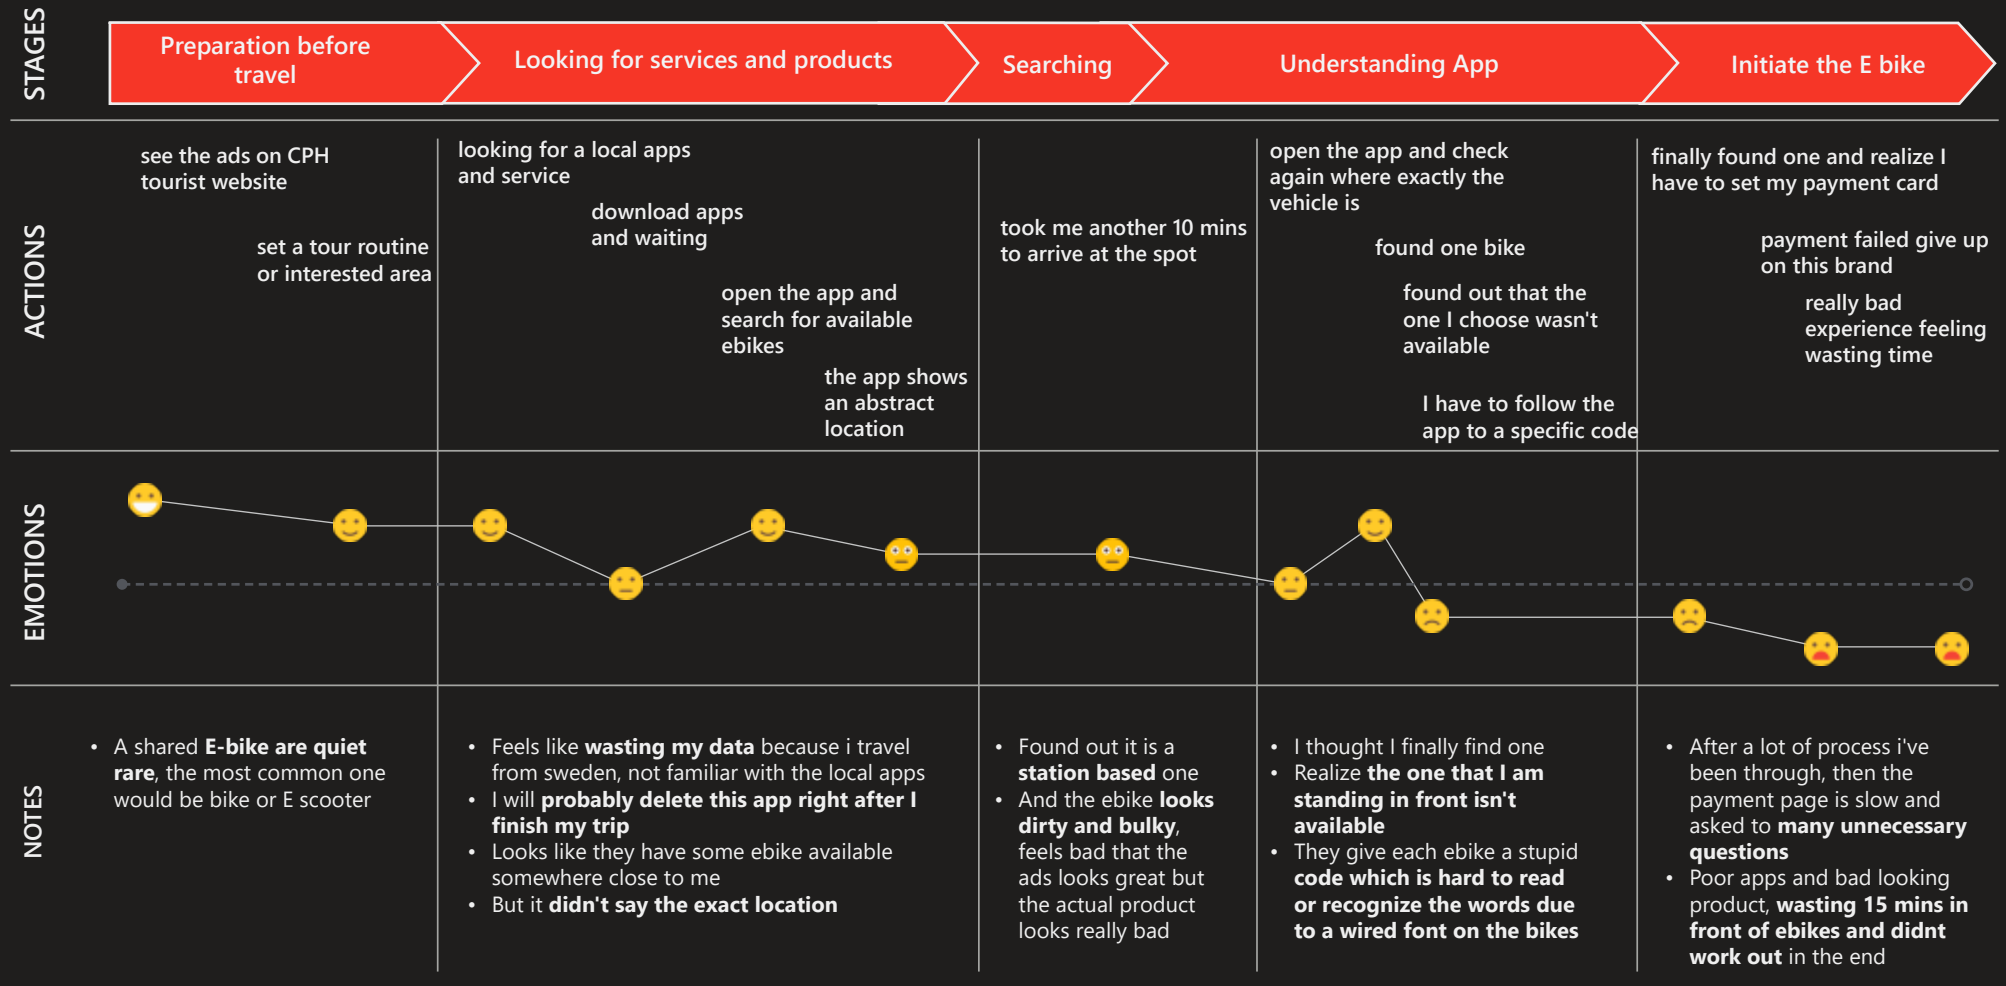 STAGES
Preparation before
travel
Looking for services and products
Searching
Understanding App
Initiate the E bike
ACTIONS
see the ads on CPH
tourist website
set a tour routine
or interested area
looking for a local apps
and service
download apps
and waiting
open the app and
search for available
ebikes
the app shows
an abstract
location
took me another 10 mins
to arrive at the spot
open the app and check
again where exactly the
vehicle is
found one bike
found out that the
one I choose wasn't
available
I have to follow the
app to a specific code
finally found one and realize I
have to set my payment card
payment failed give up
on this brand
really bad
experience feeling
wasting time
EMOTIONS
NOTES
• A shared E-bike are quiet
rare, the most common one
would be bike or E scooter
• Feels like wasting my data because i travel
from sweden, not familiar with the local apps
• I will probably delete this app right after I
finish my trip
• Looks like they have some ebike available
somewhere close to me
• But it didn't say the exact location
• Found out it is a
station based one
• And the ebike looks
dirty and bulky,
feels bad that the
ads looks great but
the actual product
looks really bad
• I thought I finally find one
• Realize the one that I am
standing in front isn't
available
• They give each ebike a stupid
code which is hard to read
or recognize the words due
to a wired font on the bikes
• After a lot of process i've
been through, then the
payment page is slow and
asked to many unnecessary
questions
• Poor apps and bad looking
product, wasting 15 mins in
front of ebikes and didnt
work out in the end